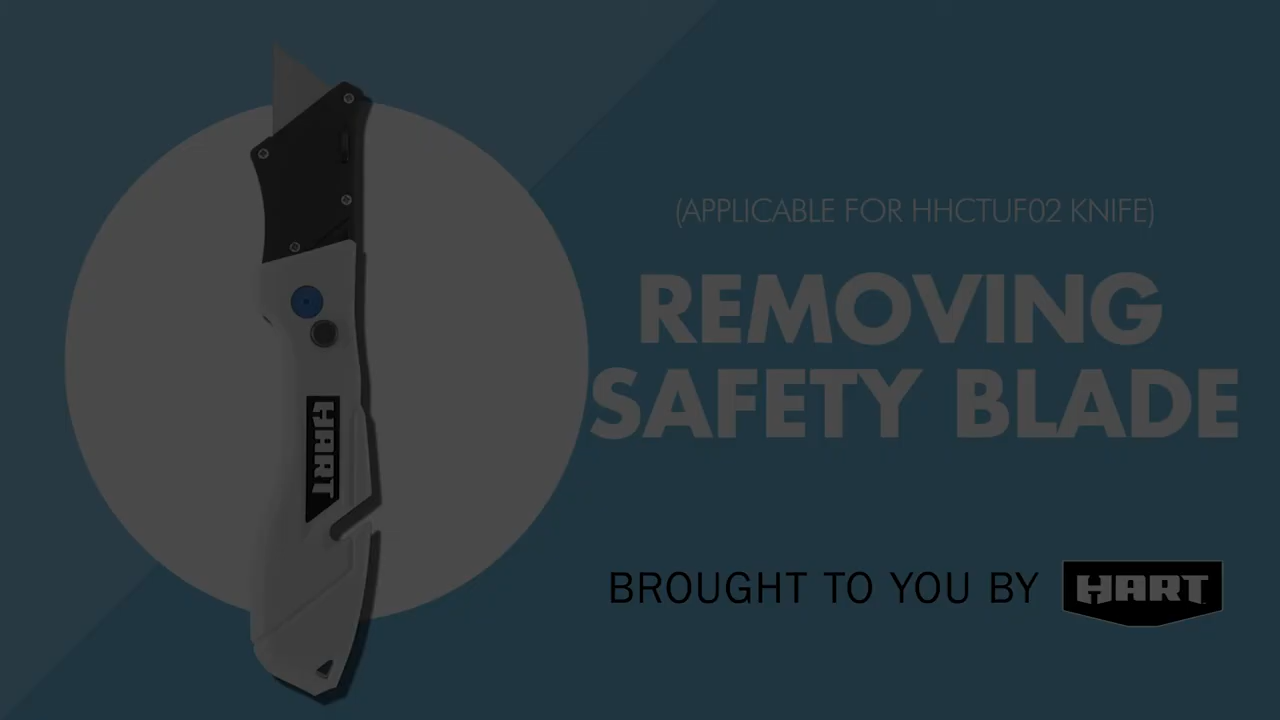 (APPLICABLE FOR HHCTUF02 KNIFE)
REMOVING
SAFETY BLADE
HART
BROUGHT TO YOU BY HART